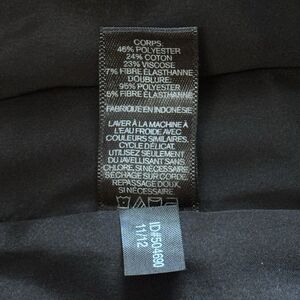 CORPS:
46% POLYESTER
24% COTON
23% VISCOSE
7% FIBRE ÉLASTHANNE
DOUBLURE:
95% POLYESTER
5% FIBRE ÉLASTHANNE
FABRIQUÉ EN INDONÉSIE
LAVER À LA MACHINE À
L'EAU FROIDE AVEC
COULEURS SIMILAIRES,
CYCLE DÉLICAT.
UTILISEZ SEULEMENT
DU JAVELLISANT SANS
CHLORE, SI NÉCESSAIRE.
SÉCHAGE SUR CORDE.
REPASSAGE DOUX,
SI NÉCESSAIRE.
ID#504690
11/12